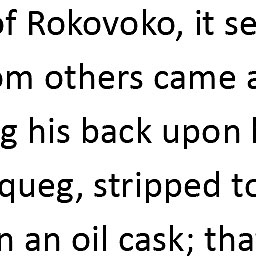 of Rokovoko, it se
om others came a
g his back upon
queg, stripped to
n an oil cask; tha